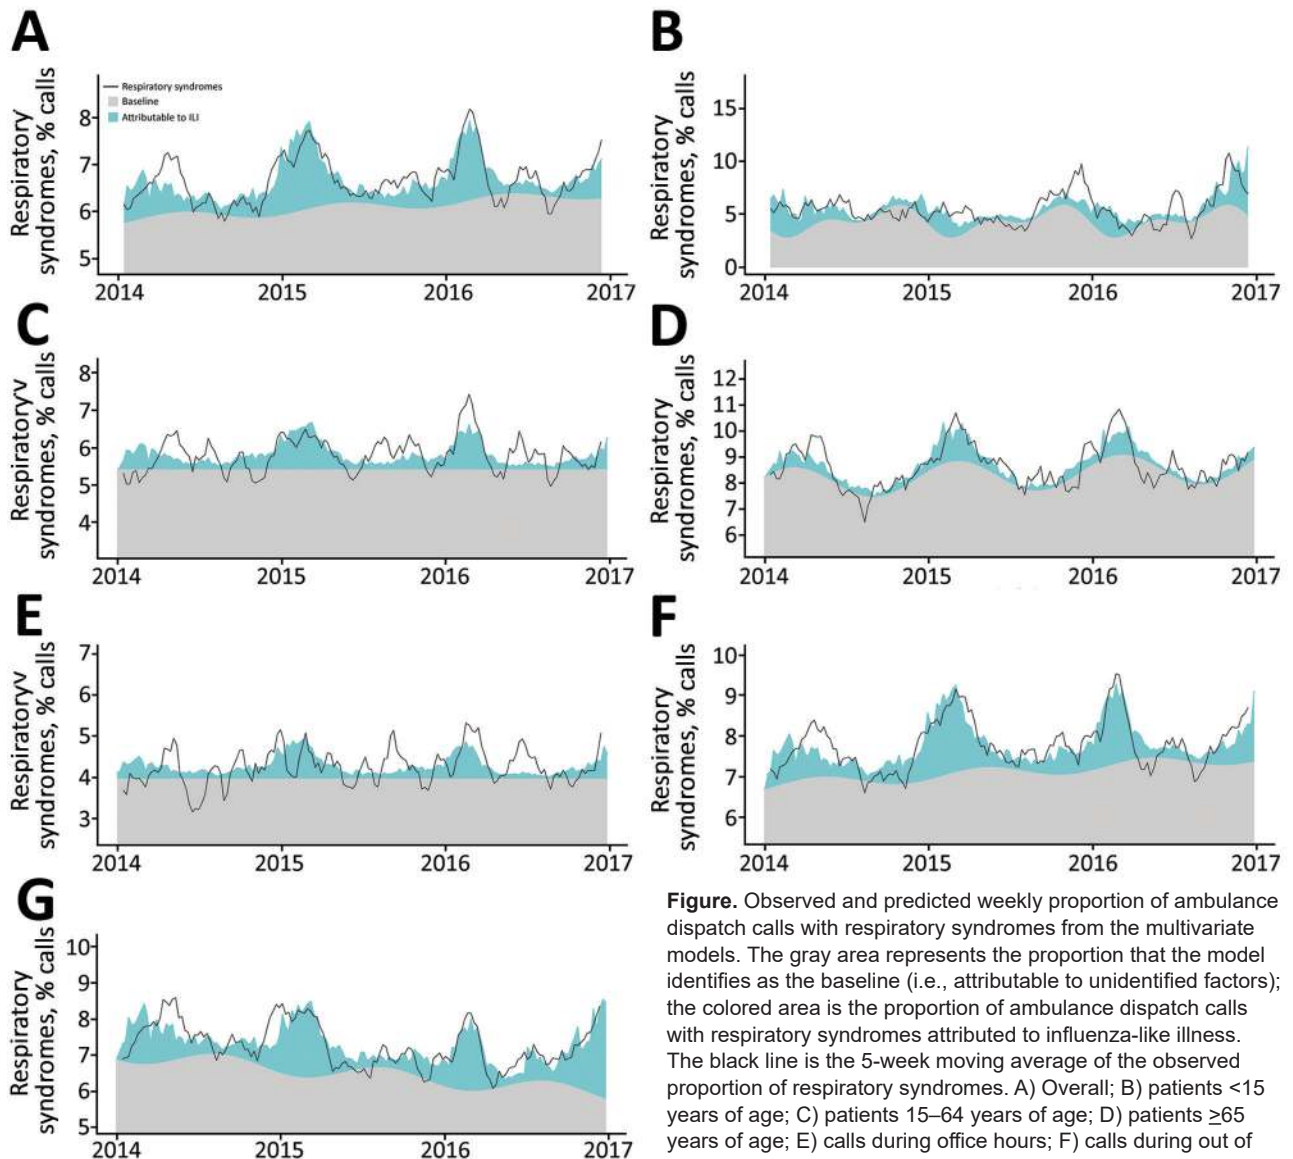 A
Respiratory
syndromes, % calls
Respiratory syndromes
Baseline
Attributable to ILI
8
7
6
5
2014 2015 2016 2017
B
Respiratory
syndromes, % calls
15
10
5
0
2014 2015 2016 2017
C
Respiratoryv
syndromes, % calls
8
7
6
5
4
2014 2015 2016 2017
D
Respiratory
syndromes, % calls
12
11
10
9
8
7
6
2014 2015 2016 2017
E
Respiratoryv
syndromes, % calls
7
6
5
4
3
2014 2015 2016 2017
F
Respiratory
syndromes, % calls
10
9
8
7
6
2014 2015 2016 2017
G
Respiratory
syndromes, % calls
10
9
8
7
6
5
2014 2015 2016 2017
Figure. Observed and predicted weekly proportion of ambulance
dispatch calls with respiratory syndromes from the multivariate
models. The gray area represents the proportion that the model
identifies as the baseline (i.e., attributable to unidentified factors);
the colored area is the proportion of ambulance dispatch calls
with respiratory syndromes attributed to influenza-like illness.
The black line is the 5-week moving average of the observed
proportion of respiratory syndromes. A) Overall; B) patients <15
years of age; C) patients 15–64 years of age; D) patients ≥65
years of age; E) calls during office hours; F) calls during out of